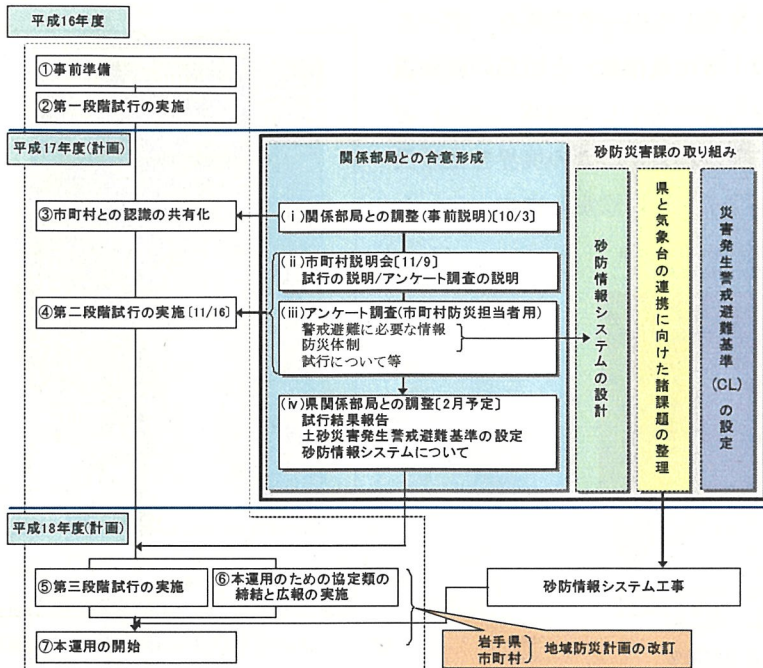 平成16年度
①事前準備
②第一段階試行の実施
平成17年度(計画)
関係部局との合意形成
砂防災害課の取り組み
③市町村との認識の共有化
(ⅰ)関係部局との調整(事前説明)[10/3]
(ⅱ)市町村説明会[11/9]
試行の説明/アンケート調査の説明
④第二段階試行の実施[11/16]
(ⅲ)アンケート調査(市町村防災担当者用)
警戒避難に必要な情報
防災体制
試行について等
(ⅳ)県関係部局との調整[2月予定]
試行結果報告
土砂災害発生警戒避難基準の設定
砂防情報システムについて
砂防情報システムの設計
県と気象台の連携に向けた諸課題の整理
災害発生警戒避難基準(CL)の設定
平成18年度(計画)
⑤第三段階試行の実施
⑥本運用のための協定類の
締結と広報の実施
砂防情報システム工事
⑦本運用の開始
岩手県
市町村
地域防災計画の改訂